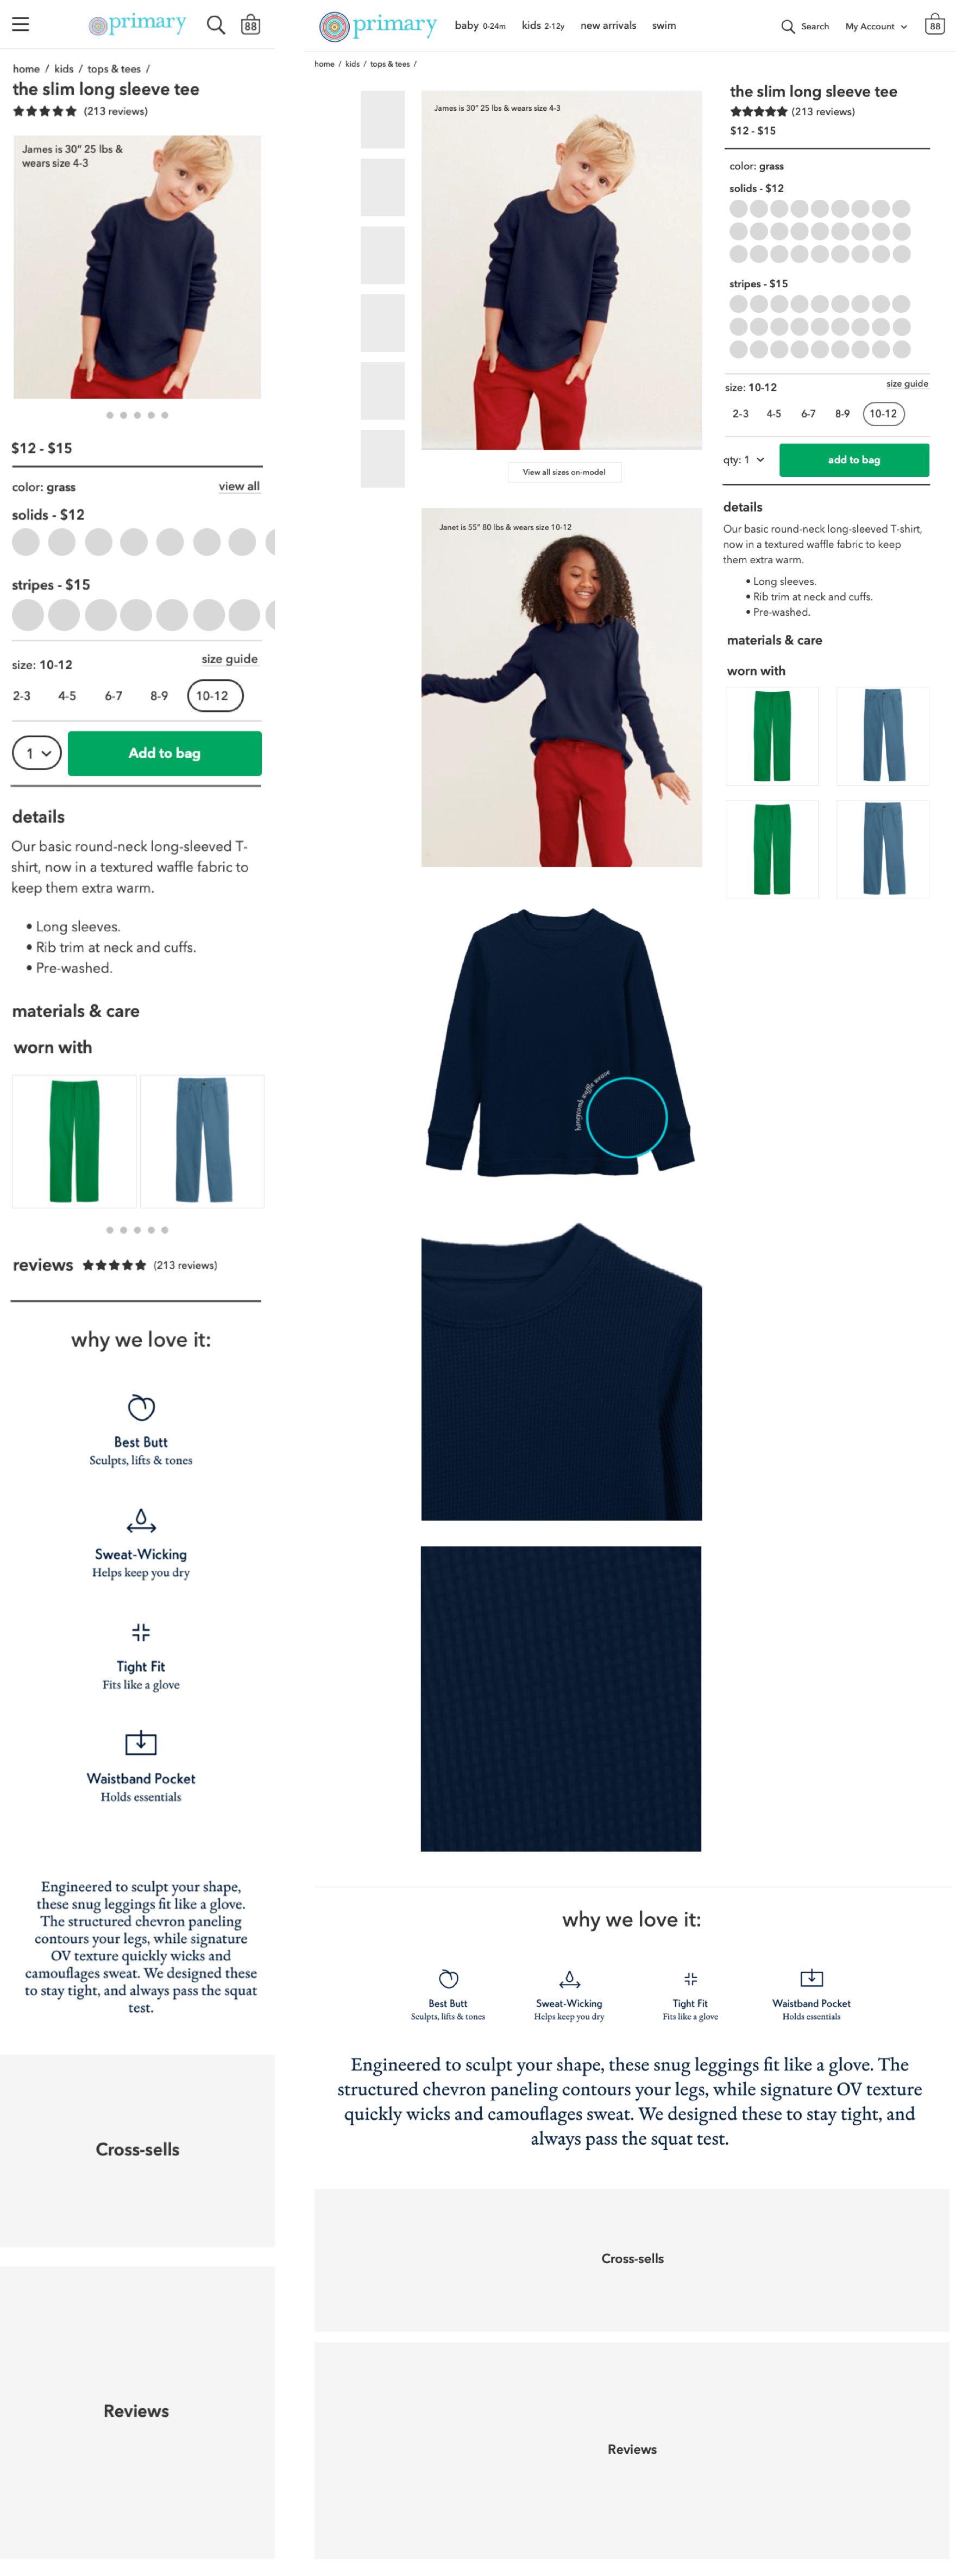 primary
88
home / kids / tops & tees /
the slim long sleeve tee
(213 reviews)
James is 30" 25 lbs &
wears size 4-3
$12 - $15
color: grass view all
solids - $12
stripes - $15
size: 10-12 size guide
2-3 4-5 6-7 8-9 10-12
1 Add to bag
details
Our basic round-neck long-sleeved T-
shirt, now in a textured waffle fabric to
keep them extra warm.
• Long sleeves.
• Rib trim at neck and cuffs.
• Pre-washed.
materials & care
worn with
reviews (213 reviews)
why we love it:
Best Butt
Sculpts, lifts & tones
Sweat-Wicking
Helps keep you dry
Tight Fit
Fits like a glove
Waistband Pocket
Holds essentials
Engineered to sculpt your shape,
these snug leggings fit like a glove.
The structured chevron paneling
contours your legs, while signature
OV texture quickly wicks and
camouflages sweat. We designed these
to stay tight, and always pass the squat
test.
Cross-sells
Reviews
primary baby 0-24m kids 2-12y new arrivals swim Search My Account 88
home / kids / tops & tees /
James is 30" 25 lbs & wears size 4-3
View all sizes on-model
Janet is 55" 80 lbs & wears size 10-12
honeycomb waffle weave
the slim long sleeve tee
(213 reviews)
$12 - $15
color: grass
solids - $12
stripes - $15
size: 10-12 size guide
2-3 4-5 6-7 8-9 10-12
qty: 1 add to bag
details
Our basic round-neck long-sleeved T-shirt,
now in a textured waffle fabric to keep
them extra warm.
• Long sleeves.
• Rib trim at neck and cuffs.
• Pre-washed.
materials & care
worn with
why we love it:
Best Butt Sweat-Wicking Tight Fit Waistband Pocket
Sculpts, lifts & tones Helps keep you dry Fits like a glove Holds essentials
Engineered to sculpt your shape, these snug leggings fit like a glove. The
structured chevron paneling contours your legs, while signature OV texture
quickly wicks and camouflages sweat. We designed these to stay tight, and
always pass the squat test.
Cross-sells
Reviews